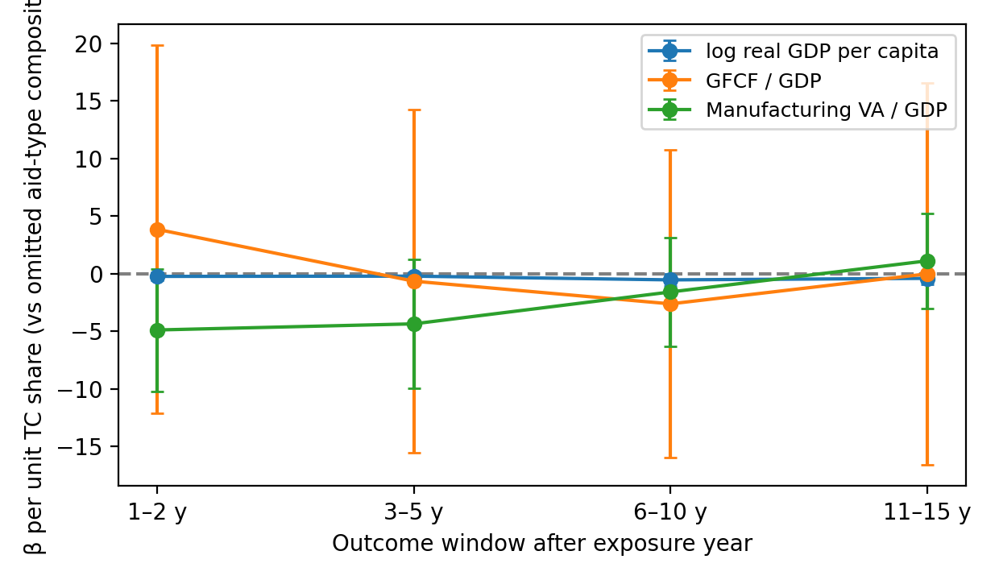 β per unit TC share (vs omitted aid-type composit
20
15
10
5
0
−5
−10
−15
log real GDP per capita
GFCF / GDP
Manufacturing VA / GDP
1–2 y
3–5 y
6–10 y
11–15 y
Outcome window after exposure year